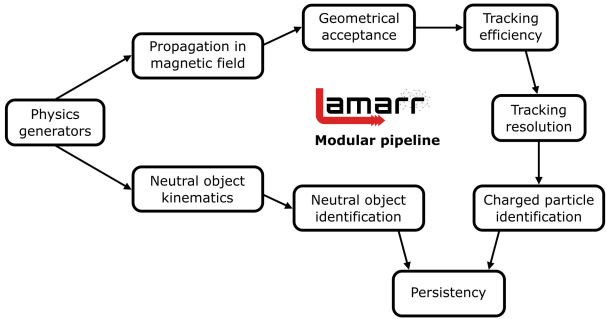 Geometrical
acceptance
Tracking
efficiency
Propagation in
magnetic field
Physics
generators
Lamarr
Modular pipeline
Tracking
resolution
Neutral object
kinematics
Neutral object
identification
Charged particle
identification
Persistency